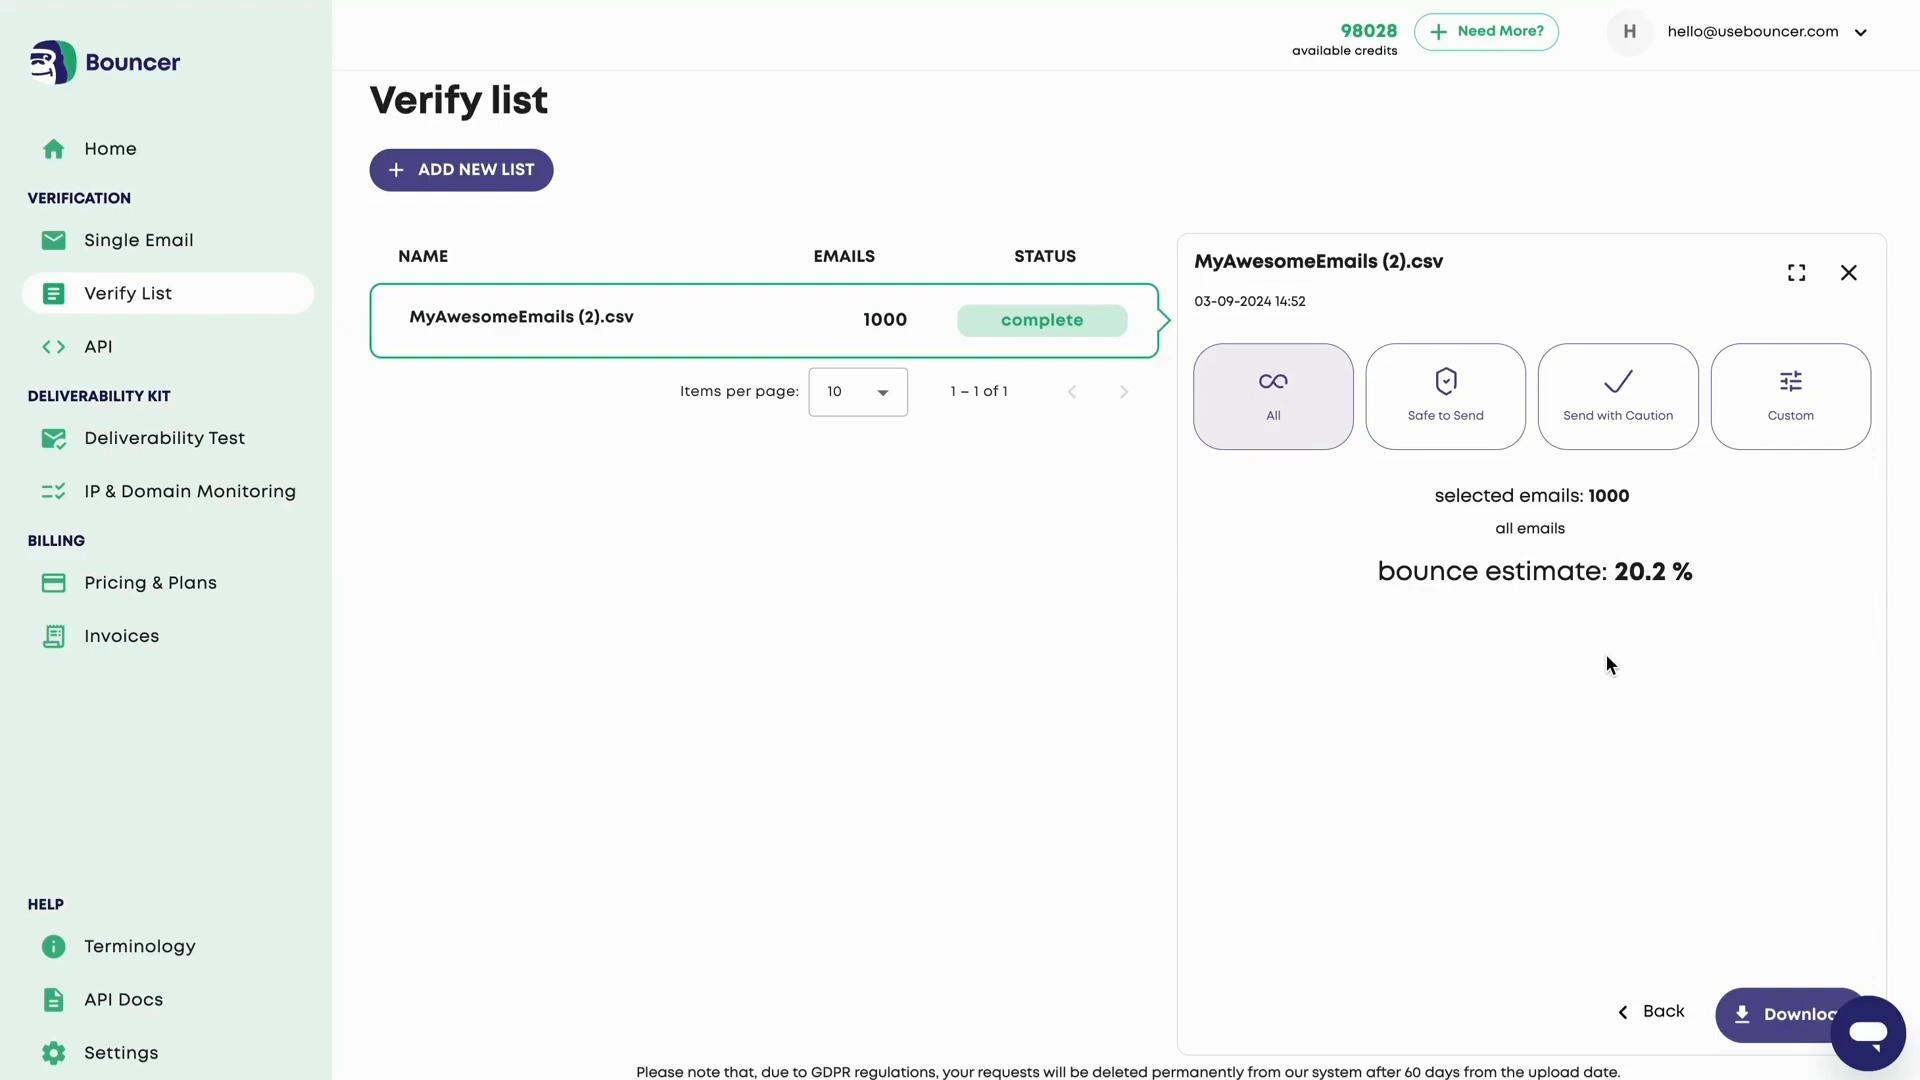 Bouncer
98028
available credits
Need More?
H
hello@usebouncer.com
Home
VERIFICATION
Single Email
Verify List
API
DELIVERABILITY KIT
Deliverability Test
IP & Domain Monitoring
BILLING
Pricing & Plans
Invoices
HELP
Terminology
API Docs
Settings
Verify list
+ ADD NEW LIST
NAME EMAILS STATUS
MyAwesomeEmails (2).csv 1000 complete
Items per page: 10 1 – 1 of 1
MyAwesomeEmails (2).csv
03-09-2024 14:52
All
Safe to Send
Send with Caution
Custom
selected emails: 1000
all emails
bounce estimate: 20.2 %
Back
Downloa
Please note that, due to GDPR regulations, your requests will be deleted permanently from our system after 60 days from the upload date.